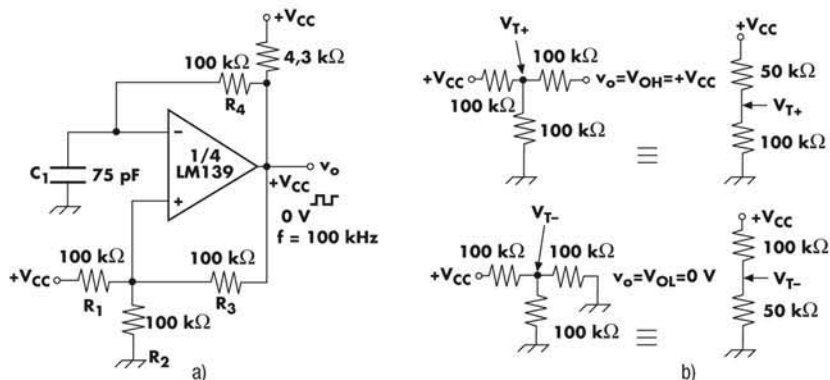 +VCC
100 kΩ
4,3 kΩ
R4
−
1/4
LM139
+
C1
75 pF
vo
+VCC
0 V
f = 100 kHz
100 kΩ
+VCC
R1
100 kΩ
R3
100 kΩ
R2
a)
VT+
100 kΩ
+VCC
vo=VOH=+VCC
100 kΩ
100 kΩ
≡
+VCC
50 kΩ
VT+
100 kΩ
VT−
100 kΩ
100 kΩ
+VCC
vo=VOL=0 V
100 kΩ
≡
+VCC
100 kΩ
VT−
50 kΩ
b)